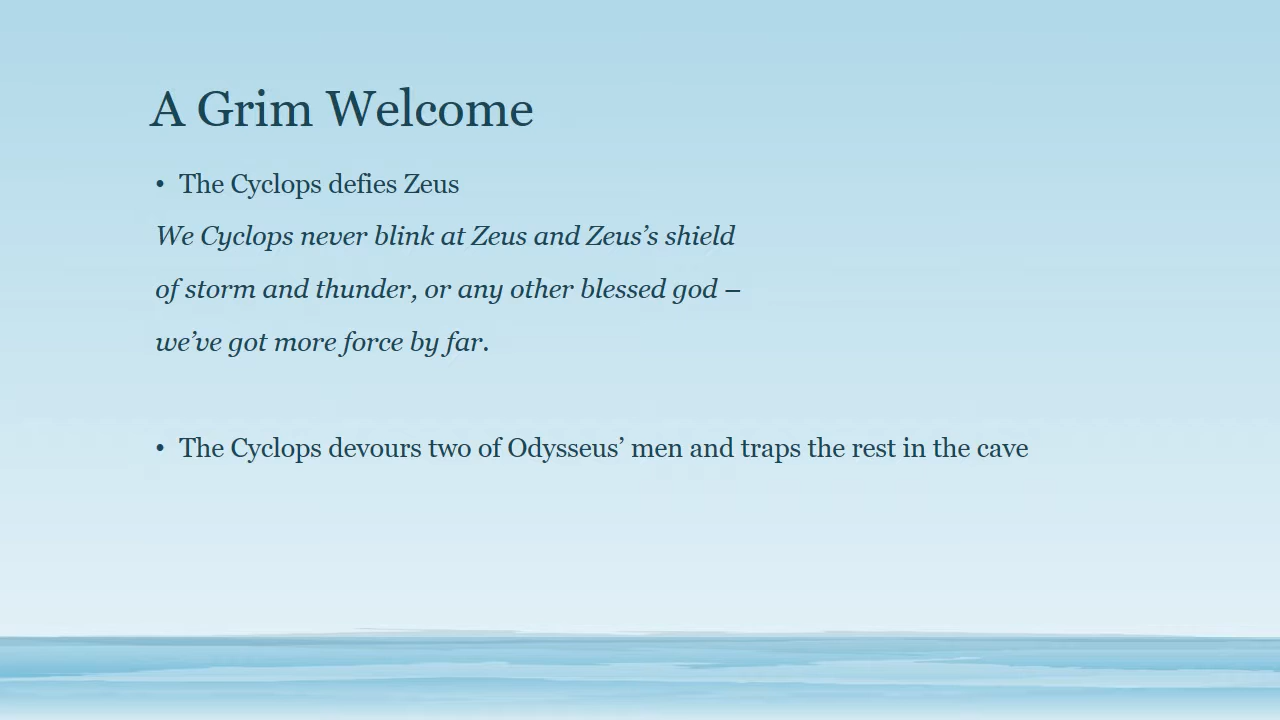 A Grim Welcome
• The Cyclops defies Zeus
We Cyclops never blink at Zeus and Zeus’s shield
of storm and thunder, or any other blessed god –
we’ve got more force by far.
• The Cyclops devours two of Odysseus’ men and traps the rest in the cave